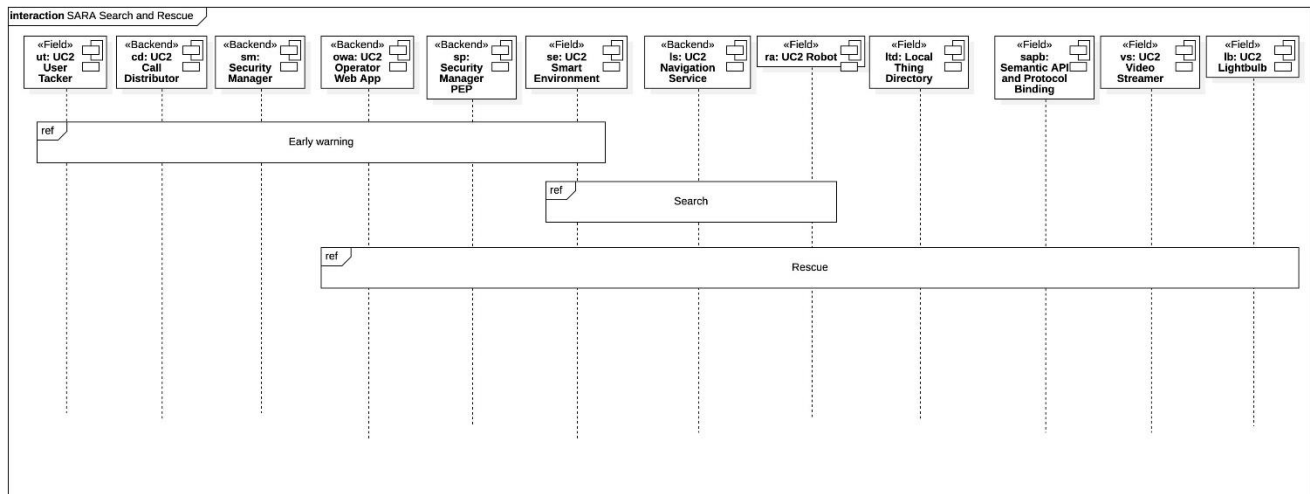 interaction SARA Search and Rescue
«Field»
ut: UC2
User
Tacker
«Backend»
cd: UC2
Call
Distributor
«Backend»
sm:
Security
Manager
«Backend»
owa: UC2
Operator
Web App
«Backend»
sp:
Security
Manager
PEP
«Field»
se: UC2
Smart
Environment
«Backend»
ls: UC2
Navigation
Service
«Field»
ra: UC2 Robot
«Field»
ltd: Local
Thing
Directory
«Field»
sapb:
Semantic API
and Protocol
Binding
«Field»
vs: UC2
Video
Streamer
«Field»
lb: UC2
Lightbulb
ref
Early warning
ref
Search
ref
Rescue